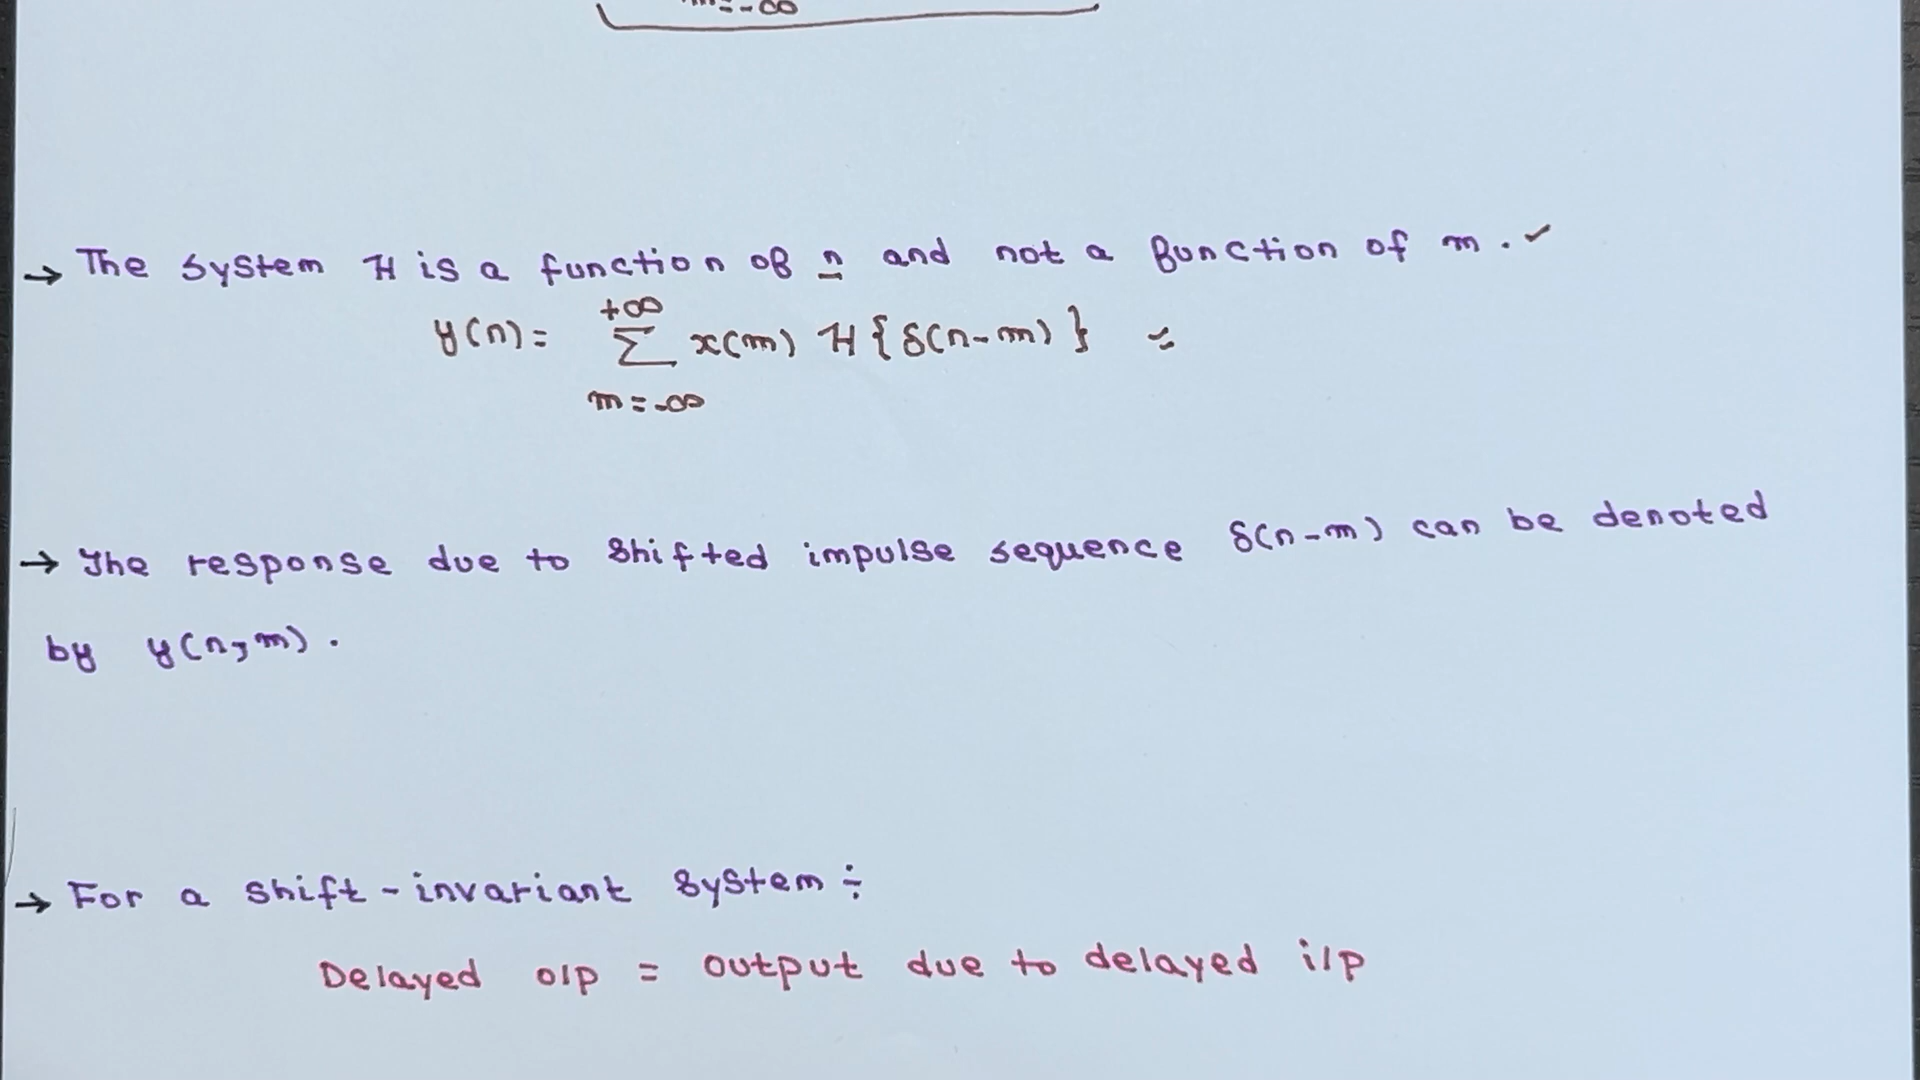 m=-∞
→ The system H is a function of n and not a function of m. ✓
+∞
y(n)= Σ x(m) H{δ(n-m)}
m=-∞
→ The response due to shifted impulse sequence δ(n-m) can be denoted
by y(n,m).
→ For a shift-invariant system ÷
Delayed o/p = output due to delayed i/p